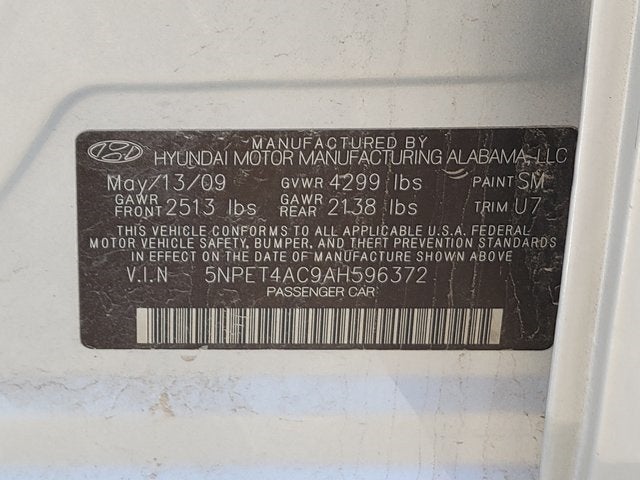 MANUFACTURED BY
HYUNDAI MOTOR MANUFACTURING ALABAMA, LLC
May/13/09 GVWR 4299 lbs PAINT SM
GAWR FRONT 2513 lbs GAWR REAR 2138 lbs TRIM U7
THIS VEHICLE CONFORMS TO ALL APPLICABLE U.S.A. FEDERAL
MOTOR VEHICLE SAFETY, BUMPER, AND THEFT PREVENTION STANDARDS
IN EFFECT ON THE DATE OF MANUFACTURE SHOWN ABOVE
V.I.N 5NPET4AC9AH596372
PASSENGER CAR